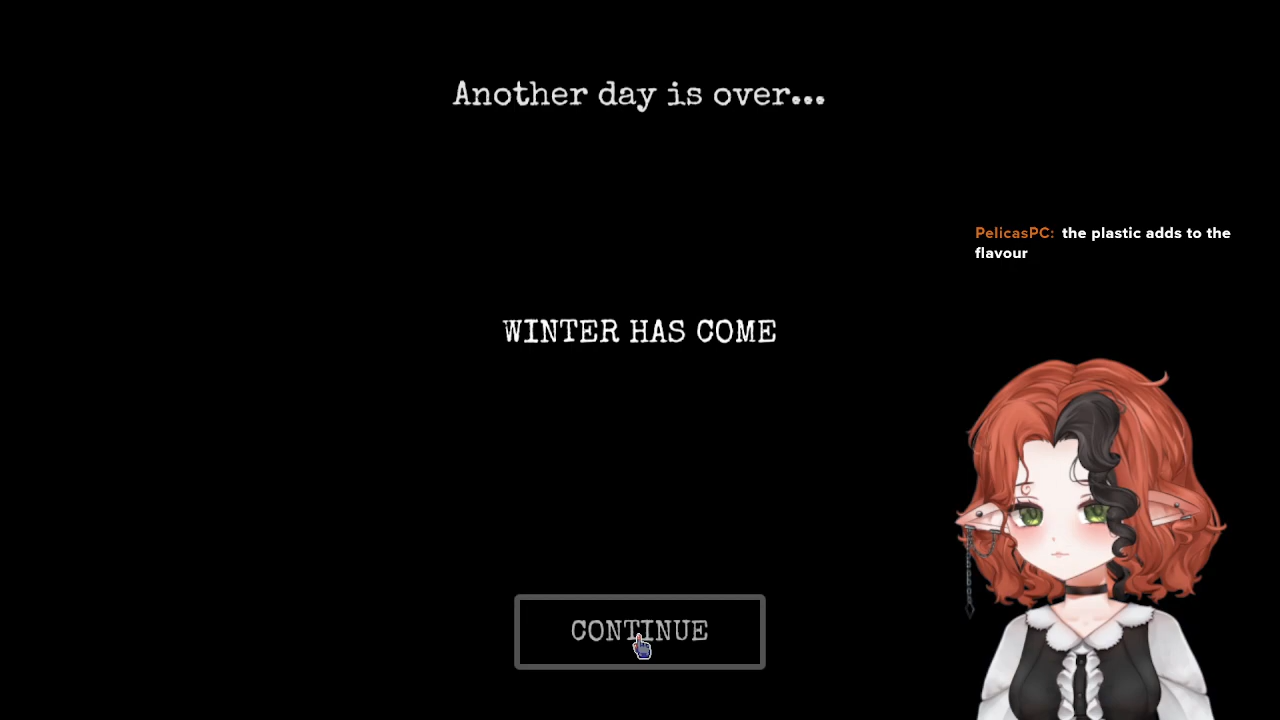 Another day is over...
PelicasPC: the plastic adds to the
flavour
WINTER HAS COME
CONTINUE